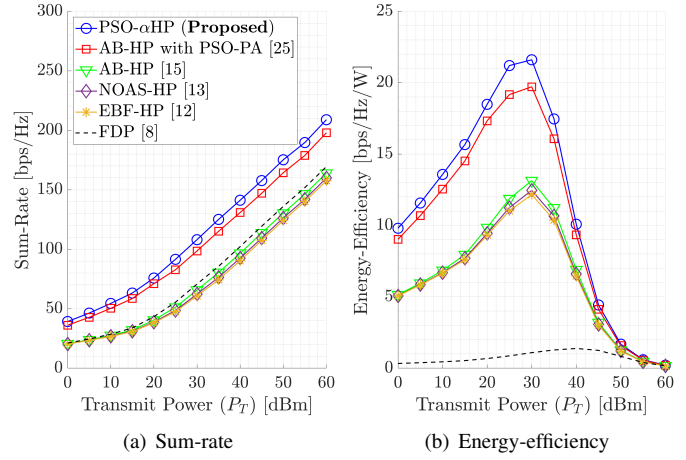 300
250
200
150
100
50
0
Sum-Rate [bps/Hz]
PSO-αHP (Proposed)
AB-HP with PSO-PA [25]
AB-HP [15]
NOAS-HP [13]
EBF-HP [12]
FDP [8]
0 10 20 30 40 50 60
Transmit Power (P_T) [dBm]
(a) Sum-rate
25
20
15
10
5
0
Energy-Efficiency [bps/Hz/W]
0 10 20 30 40 50 60
Transmit Power (P_T) [dBm]
(b) Energy-efficiency